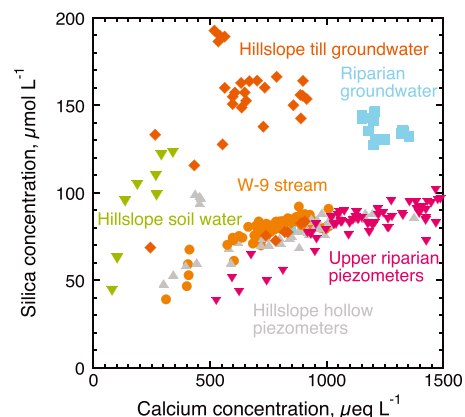 200
150
100
50
0
0
500
1000
1500
Silica concentration, µmol L⁻¹
Calcium concentration, µeq L⁻¹
Hillslope till groundwater
Riparian
groundwater
W-9 stream
Hillslope soil water
Upper riparian
piezometers
Hillslope hollow
piezometers